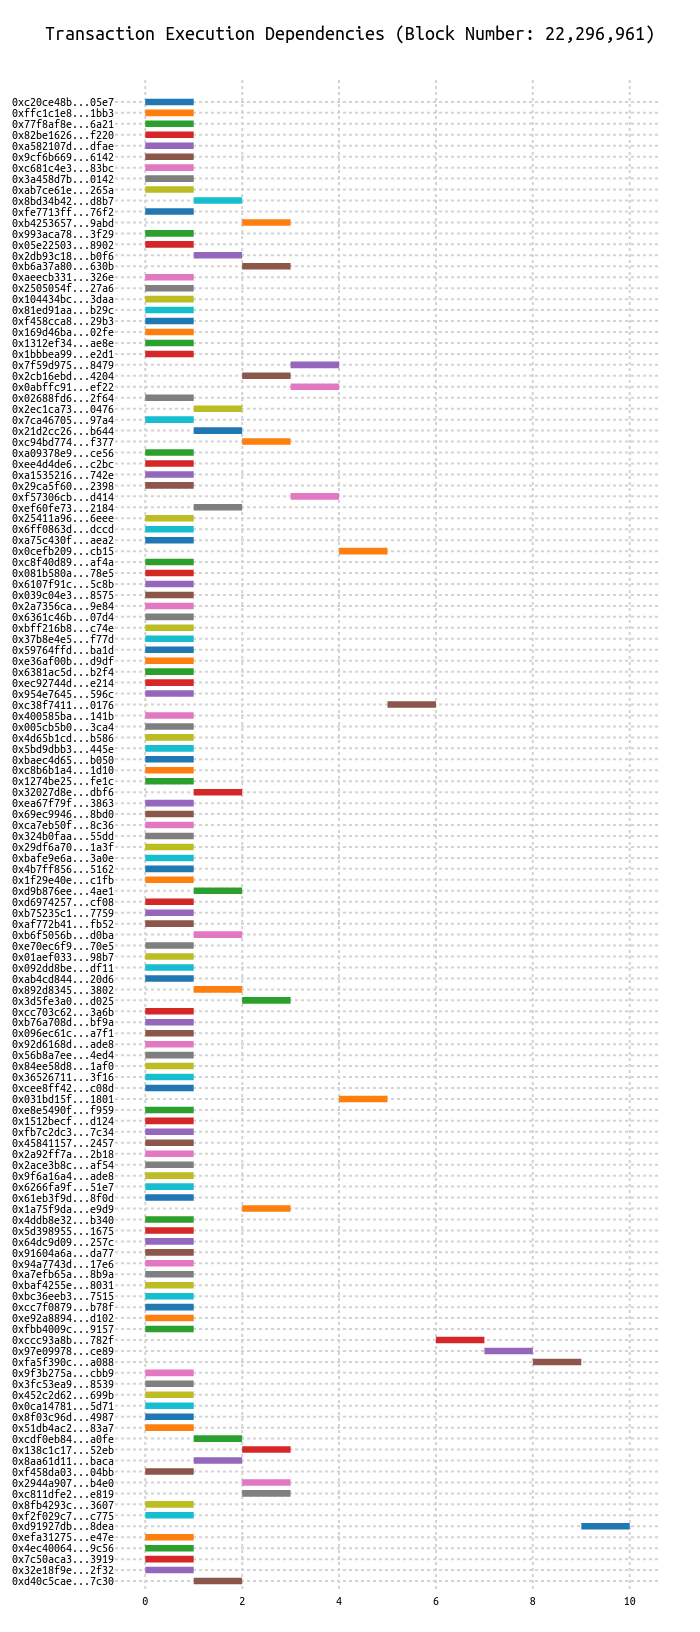 Transaction Execution Dependencies (Block Number: 22,296,961)
0xc20ce48b...05e7
0xffc1c1e8...1bb3
0x77f8af8e...6a21
0x82be1626...f220
0xa582107d...dfae
0x9cf6b669...6142
0xc681c4e3...83bc
0x3a458d7b...0142
0xab7ce61e...265a
0x8bd34b42...d8b7
0xfe7713ff...76f2
0xb4253657...9abd
0x993aca78...3f29
0x05e22503...8902
0x2db93c18...b0f6
0xb6a37a80...630b
0xaeecb331...326e
0x2505054f...27a6
0x104434bc...3daa
0x81ed91aa...b29c
0xf458cca8...29b3
0x169d46ba...02fe
0x1312ef34...ae8e
0x1bbbea99...e2d1
0x7f59d975...8479
0x2cb16ebd...4204
0x0abffc91...ef22
0x02688fd6...2f64
0x2ec1ca73...0476
0x7ca46705...97a4
0x21d2cc26...b644
0xc94bd774...f377
0xa09378e9...ce56
0xee4d4de6...c2bc
0xa1535216...742e
0x29ca5f60...2398
0xf57306cb...d414
0xef60fe73...2184
0x25411a96...6eee
0x6ff0863d...dccd
0xa75c430f...aea2
0x0cefb209...cb15
0xc8f40d89...af4a
0x081b580a...78e5
0x6107f91c...5c8b
0x039c04e3...8575
0x2a7356ca...9e84
0x6361c46b...07d4
0xbff216b8...c74e
0x37b8e4e5...f77d
0x59764ffd...ba1d
0xe36af00b...d9df
0x6381ac5d...b2f4
0xec92744d...e214
0x954e7645...596c
0xc38f7411...0176
0x400585ba...141b
0x005cb5b0...3ca4
0x4d65b1cd...b586
0x5bd9dbb3...445e
0xbaec4d65...b050
0xc8b6b1a4...1d10
0x1274be25...fe1c
0x32027d8e...dbf6
0xea67f79f...3863
0x69ec9946...8bd0
0xca7eb50f...8c36
0x324b0faa...55dd
0x29df6a70...1a3f
0xbafe9e6a...3a0e
0x4b7ff856...5162
0x1f29e40e...c1fb
0xd9b876ee...4ae1
0xd6974257...cf08
0xb75235c1...7759
0xaf772b41...fb52
0xb6f5056b...d0ba
0xe70ec6f9...70e5
0x01aef033...98b7
0x092dd8be...df11
0xab4cd844...20d6
0x892d8345...3802
0x3d5fe3a0...d025
0xcc703c62...3a6b
0xb76a708d...bf9a
0x096ec61c...a7f1
0x92d6168d...ade8
0x56b8a7ee...4ed4
0x84ee58d8...1af0
0x36526711...3f16
0xcee8ff42...c08d
0x031bd15f...1801
0xe8e5490f...f959
0x1512becf...d124
0xfb7c2dc3...7c34
0x45841157...2457
0x2a92ff7a...2b18
0x2ace3b8c...af54
0x9f6a16a4...ade8
0x6266fa9f...51e7
0x61eb3f9d...8f0d
0x1a75f9da...e9d9
0x4ddb8e32...b340
0x5d398955...1675
0x64dc9d09...257c
0x91604a6a...da77
0x94a7743d...17e6
0xa7efb65a...8b9a
0xbaf4255e...8031
0xbc36eeb3...7515
0xcc7f0879...b78f
0xe92a8894...d102
0xfbb4009c...9157
0xccc93a8b...782f
0x97e09978...ce89
0xfa5f390c...a088
0x9f3b275a...cbb9
0x3fc53ea9...8539
0x452c2d62...699b
0x0ca14781...5d71
0x8f03c96d...4987
0x51db4ac2...83a7
0xcdf0eb84...a0fe
0x138c1c17...52eb
0x8aa61d11...baca
0xf458da03...04bb
0x2944a907...b4e0
0xc811dfe2...e819
0x8fb4293c...3607
0xf2f029c7...c775
0xd91927db...8dea
0xefa31275...e47e
0x4ec40064...9c56
0x7c50aca3...3919
0x32e18f9e...2f32
0xd40c5cae...7c30
0 2 4 6 8 10